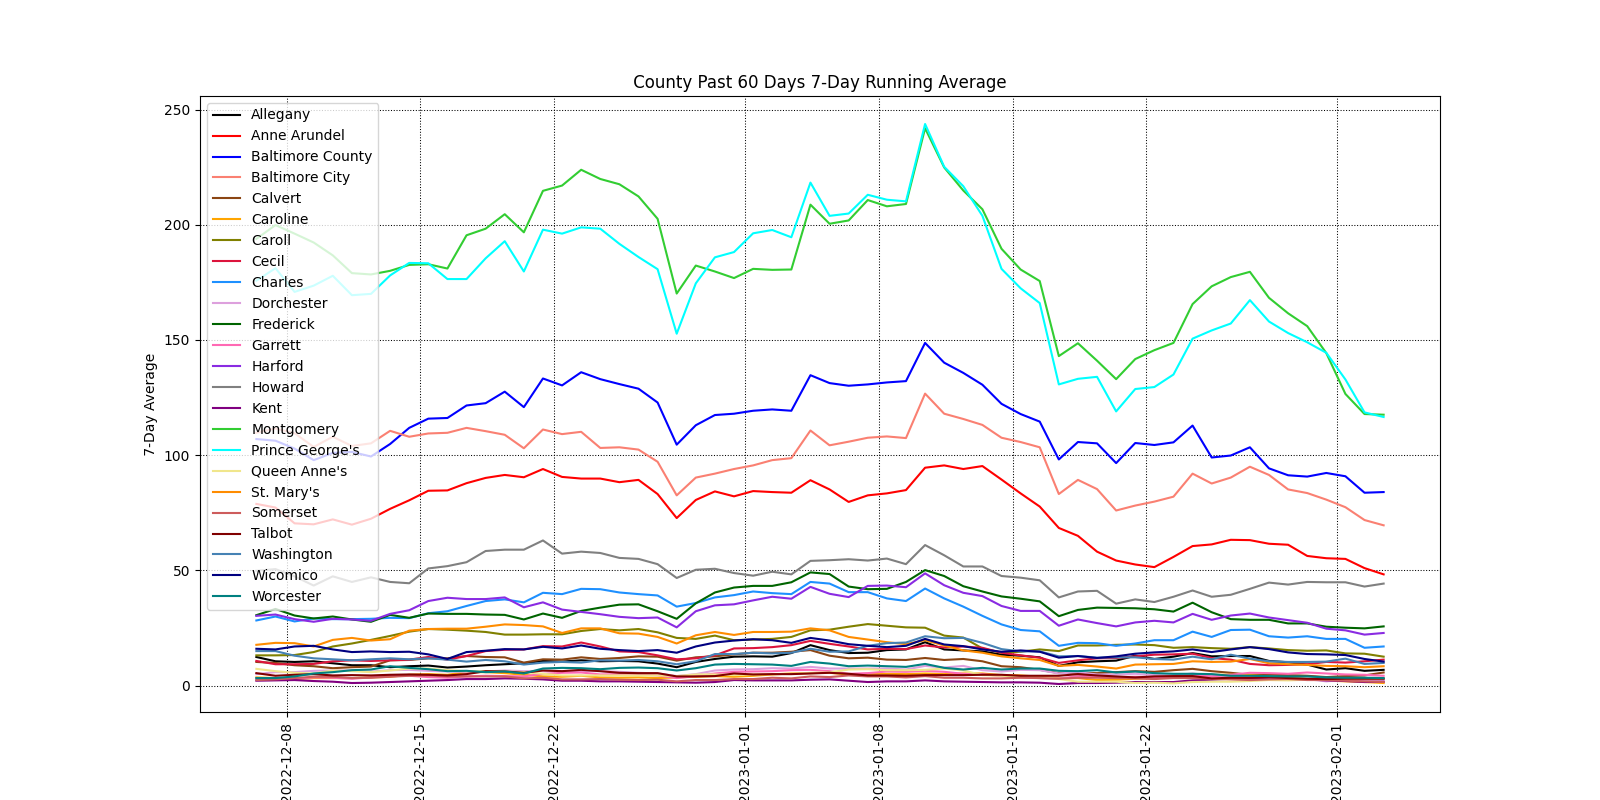 County Past 60 Days 7-Day Running Average
7-Day Average
250
200
150
100
50
0
Allegany
Anne Arundel
Baltimore County
Baltimore City
Calvert
Caroline
Caroll
Cecil
Charles
Dorchester
Frederick
Garrett
Harford
Howard
Kent
Montgomery
Prince George's
Queen Anne's
St. Mary's
Somerset
Talbot
Washington
Wicomico
Worcester
2022-12-08
2022-12-15
2022-12-22
2023-01-01
2023-01-08
2023-01-15
2023-01-22
2023-02-01